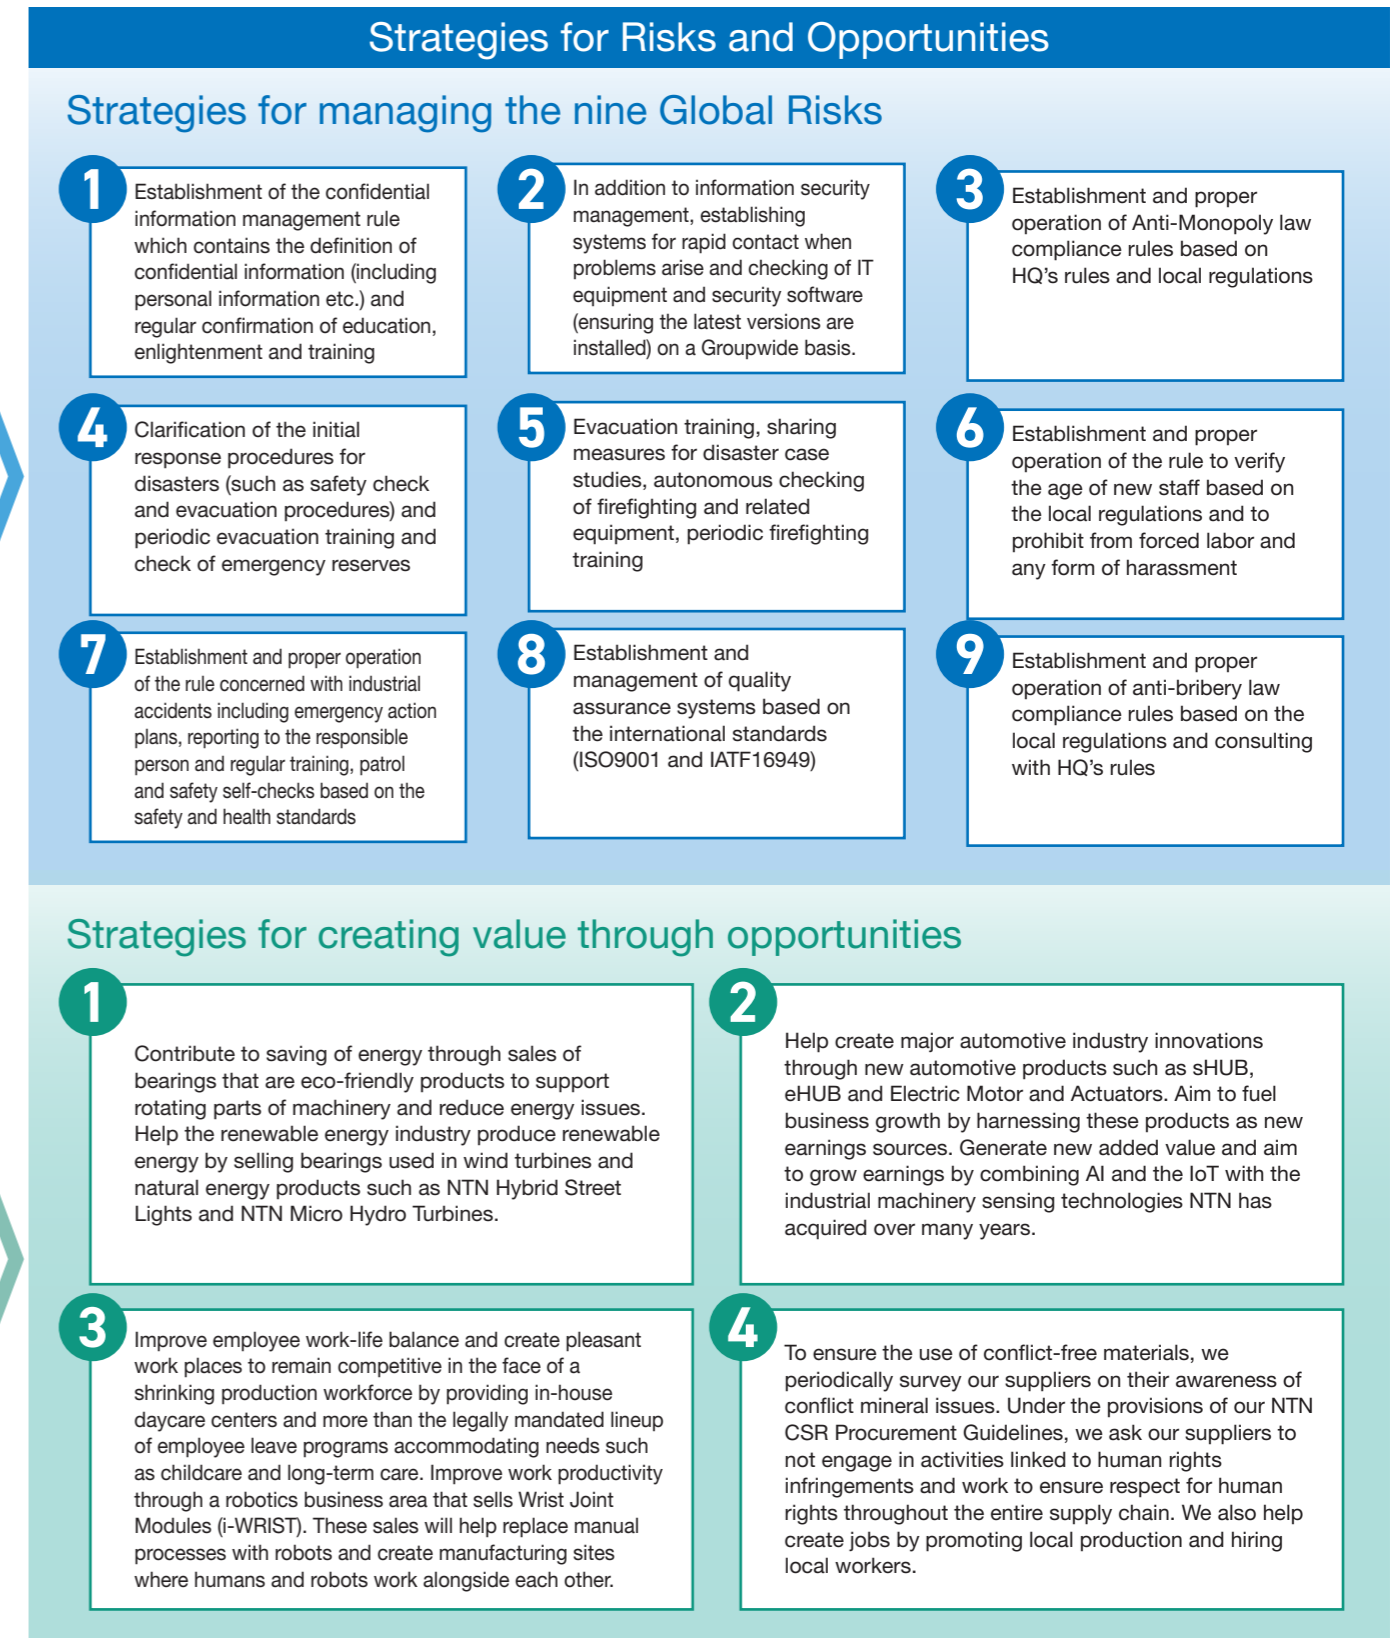 Strategies for Risks and Opportunities
Strategies for managing the nine Global Risks
1
Establishment of the confidential
information management rule
which contains the definition of
confidential information (including
personal information etc.) and
regular confirmation of education,
enlightenment and training
2
In addition to information security
management, establishing
systems for rapid contact when
problems arise and checking of IT
equipment and security software
(ensuring the latest versions are
installed) on a Groupwide basis.
3
Establishment and proper
operation of Anti-Monopoly law
compliance rules based on
HQ's rules and local regulations
4
Clarification of the initial
response procedures for
disasters (such as safety check
and evacuation procedures) and
periodic evacuation training and
check of emergency reserves
5
Evacuation training, sharing
measures for disaster case
studies, autonomous checking
of firefighting and related
equipment, periodic firefighting
training
6
Establishment and proper
operation of the rule to verify
the age of new staff based on
the local regulations and to
prohibit from forced labor and
any form of harassment
7
Establishment and proper operation
of the rule concerned with industrial
accidents including emergency action
plans, reporting to the responsible
person and regular training, patrol
and safety self-checks based on the
safety and health standards
8
Establishment and
management of quality
assurance systems based on
the international standards
(ISO9001 and IATF16949)
9
Establishment and proper
operation of anti-bribery law
compliance rules based on the
local regulations and consulting
with HQ's rules
Strategies for creating value through opportunities
1
Contribute to saving of energy through sales of
bearings that are eco-friendly products to support
rotating parts of machinery and reduce energy issues.
Help the renewable energy industry produce renewable
energy by selling bearings used in wind turbines and
natural energy products such as NTN Hybrid Street
Lights and NTN Micro Hydro Turbines.
2
Help create major automotive industry innovations
through new automotive products such as sHUB,
eHUB and Electric Motor and Actuators. Aim to fuel
business growth by harnessing these products as new
earnings sources. Generate new added value and aim
to grow earnings by combining AI and the IoT with the
industrial machinery sensing technologies NTN has
acquired over many years.
3
Improve employee work-life balance and create pleasant
work places to remain competitive in the face of a
shrinking production workforce by providing in-house
daycare centers and more than the legally mandated lineup
of employee leave programs accommodating needs such
as childcare and long-term care. Improve work productivity
through a robotics business area that sells Wrist Joint
Modules (i-WRIST). These sales will help replace manual
processes with robots and create manufacturing sites
where humans and robots work alongside each other.
4
To ensure the use of conflict-free materials, we
periodically survey our suppliers on their awareness of
conflict mineral issues. Under the provisions of our NTN
CSR Procurement Guidelines, we ask our suppliers to
not engage in activities linked to human rights
infringements and work to ensure respect for human
rights throughout the entire supply chain. We also help
create jobs by promoting local production and hiring
local workers.